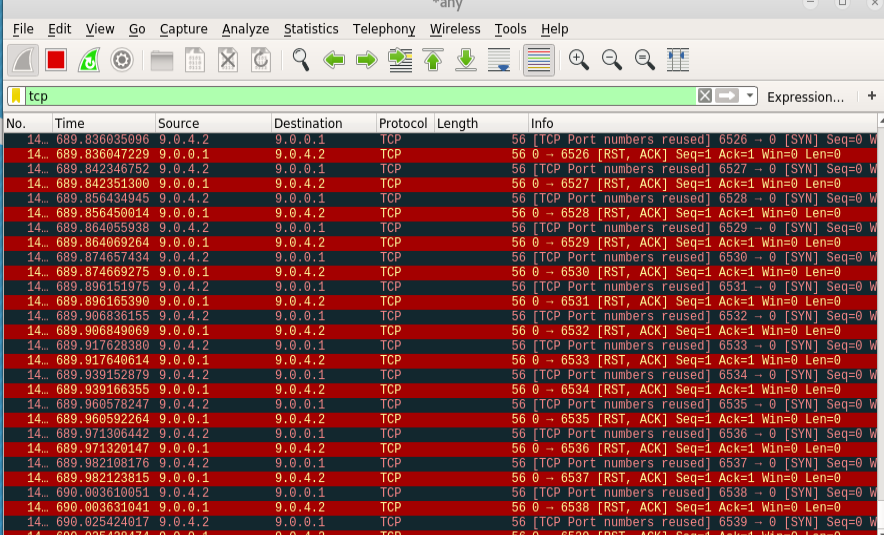 *any
File Edit View Go Capture Analyze Statistics Telephony Wireless Tools Help
tcp Expression... +
No. Time Source Destination Protocol Length Info
14… 689.836035096 9.0.4.2 9.0.0.1 TCP 56 [TCP Port numbers reused] 6526 → 0 [SYN] Seq=0 W
14… 689.836047229 9.0.0.1 9.0.4.2 TCP 56 0 → 6526 [RST, ACK] Seq=1 Ack=1 Win=0 Len=0
14… 689.842346752 9.0.4.2 9.0.0.1 TCP 56 [TCP Port numbers reused] 6527 → 0 [SYN] Seq=0 W
14… 689.842351300 9.0.0.1 9.0.4.2 TCP 56 0 → 6527 [RST, ACK] Seq=1 Ack=1 Win=0 Len=0
14… 689.856434945 9.0.4.2 9.0.0.1 TCP 56 [TCP Port numbers reused] 6528 → 0 [SYN] Seq=0 W
14… 689.856450014 9.0.0.1 9.0.4.2 TCP 56 0 → 6528 [RST, ACK] Seq=1 Ack=1 Win=0 Len=0
14… 689.864055938 9.0.4.2 9.0.0.1 TCP 56 [TCP Port numbers reused] 6529 → 0 [SYN] Seq=0 W
14… 689.864069264 9.0.0.1 9.0.4.2 TCP 56 0 → 6529 [RST, ACK] Seq=1 Ack=1 Win=0 Len=0
14… 689.874657434 9.0.4.2 9.0.0.1 TCP 56 [TCP Port numbers reused] 6530 → 0 [SYN] Seq=0 W
14… 689.874669275 9.0.0.1 9.0.4.2 TCP 56 0 → 6530 [RST, ACK] Seq=1 Ack=1 Win=0 Len=0
14… 689.896151975 9.0.4.2 9.0.0.1 TCP 56 [TCP Port numbers reused] 6531 → 0 [SYN] Seq=0 W
14… 689.896165390 9.0.0.1 9.0.4.2 TCP 56 0 → 6531 [RST, ACK] Seq=1 Ack=1 Win=0 Len=0
14… 689.906836155 9.0.4.2 9.0.0.1 TCP 56 [TCP Port numbers reused] 6532 → 0 [SYN] Seq=0 W
14… 689.906849069 9.0.0.1 9.0.4.2 TCP 56 0 → 6532 [RST, ACK] Seq=1 Ack=1 Win=0 Len=0
14… 689.917628380 9.0.4.2 9.0.0.1 TCP 56 [TCP Port numbers reused] 6533 → 0 [SYN] Seq=0 W
14… 689.917640614 9.0.0.1 9.0.4.2 TCP 56 0 → 6533 [RST, ACK] Seq=1 Ack=1 Win=0 Len=0
14… 689.939152879 9.0.4.2 9.0.0.1 TCP 56 [TCP Port numbers reused] 6534 → 0 [SYN] Seq=0 W
14… 689.939166355 9.0.0.1 9.0.4.2 TCP 56 0 → 6534 [RST, ACK] Seq=1 Ack=1 Win=0 Len=0
14… 689.960578247 9.0.4.2 9.0.0.1 TCP 56 [TCP Port numbers reused] 6535 → 0 [SYN] Seq=0 W
14… 689.960592264 9.0.0.1 9.0.4.2 TCP 56 0 → 6535 [RST, ACK] Seq=1 Ack=1 Win=0 Len=0
14… 689.971306442 9.0.4.2 9.0.0.1 TCP 56 [TCP Port numbers reused] 6536 → 0 [SYN] Seq=0 W
14… 689.971320147 9.0.0.1 9.0.4.2 TCP 56 0 → 6536 [RST, ACK] Seq=1 Ack=1 Win=0 Len=0
14… 689.982108176 9.0.4.2 9.0.0.1 TCP 56 [TCP Port numbers reused] 6537 → 0 [SYN] Seq=0 W
14… 689.982123815 9.0.0.1 9.0.4.2 TCP 56 0 → 6537 [RST, ACK] Seq=1 Ack=1 Win=0 Len=0
14… 690.003610051 9.0.4.2 9.0.0.1 TCP 56 [TCP Port numbers reused] 6538 → 0 [SYN] Seq=0 W
14… 690.003631041 9.0.0.1 9.0.4.2 TCP 56 0 → 6538 [RST, ACK] Seq=1 Ack=1 Win=0 Len=0
14… 690.025424017 9.0.4.2 9.0.0.1 TCP 56 [TCP Port numbers reused] 6539 → 0 [SYN] Seq=0 W